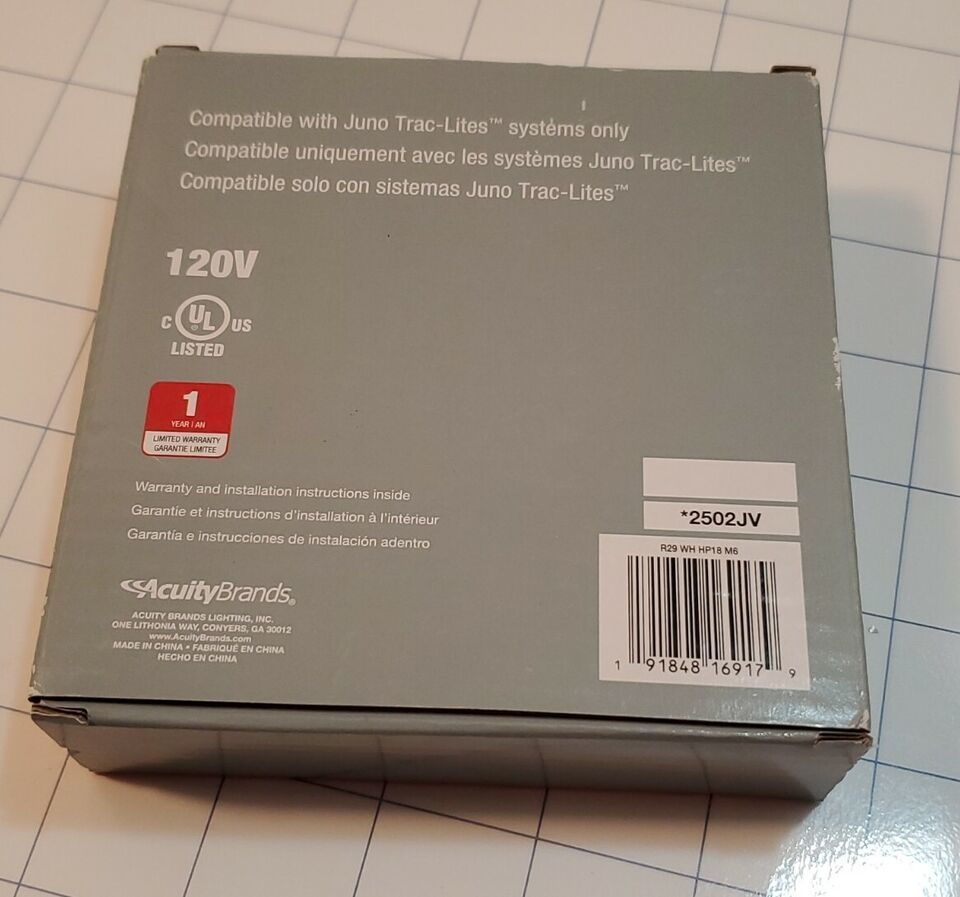 Compatible with Juno Trac-Lites™ systems only
Compatible uniquement avec les systèmes Juno Trac-Lites™
Compatible solo con sistemas Juno Trac-Lites™
120V
C UL US
LISTED
1
YEAR | AN
LIMITED WARRANTY
GARANTIE LIMITEE
Warranty and installation instructions inside
Garantie et instructions d'installation à l'intérieur
Garantía e instrucciones de instalación adentro
AcuityBrands®
ACUITY BRANDS LIGHTING, INC.
ONE LITHONIA WAY, CONYERS, GA 30012
www.AcuityBrands.com
MADE IN CHINA • FABRIQUÉ EN CHINA
HECHO EN CHINA
*2502JV
R29 WH HP18 M6
1 91848 16917 9